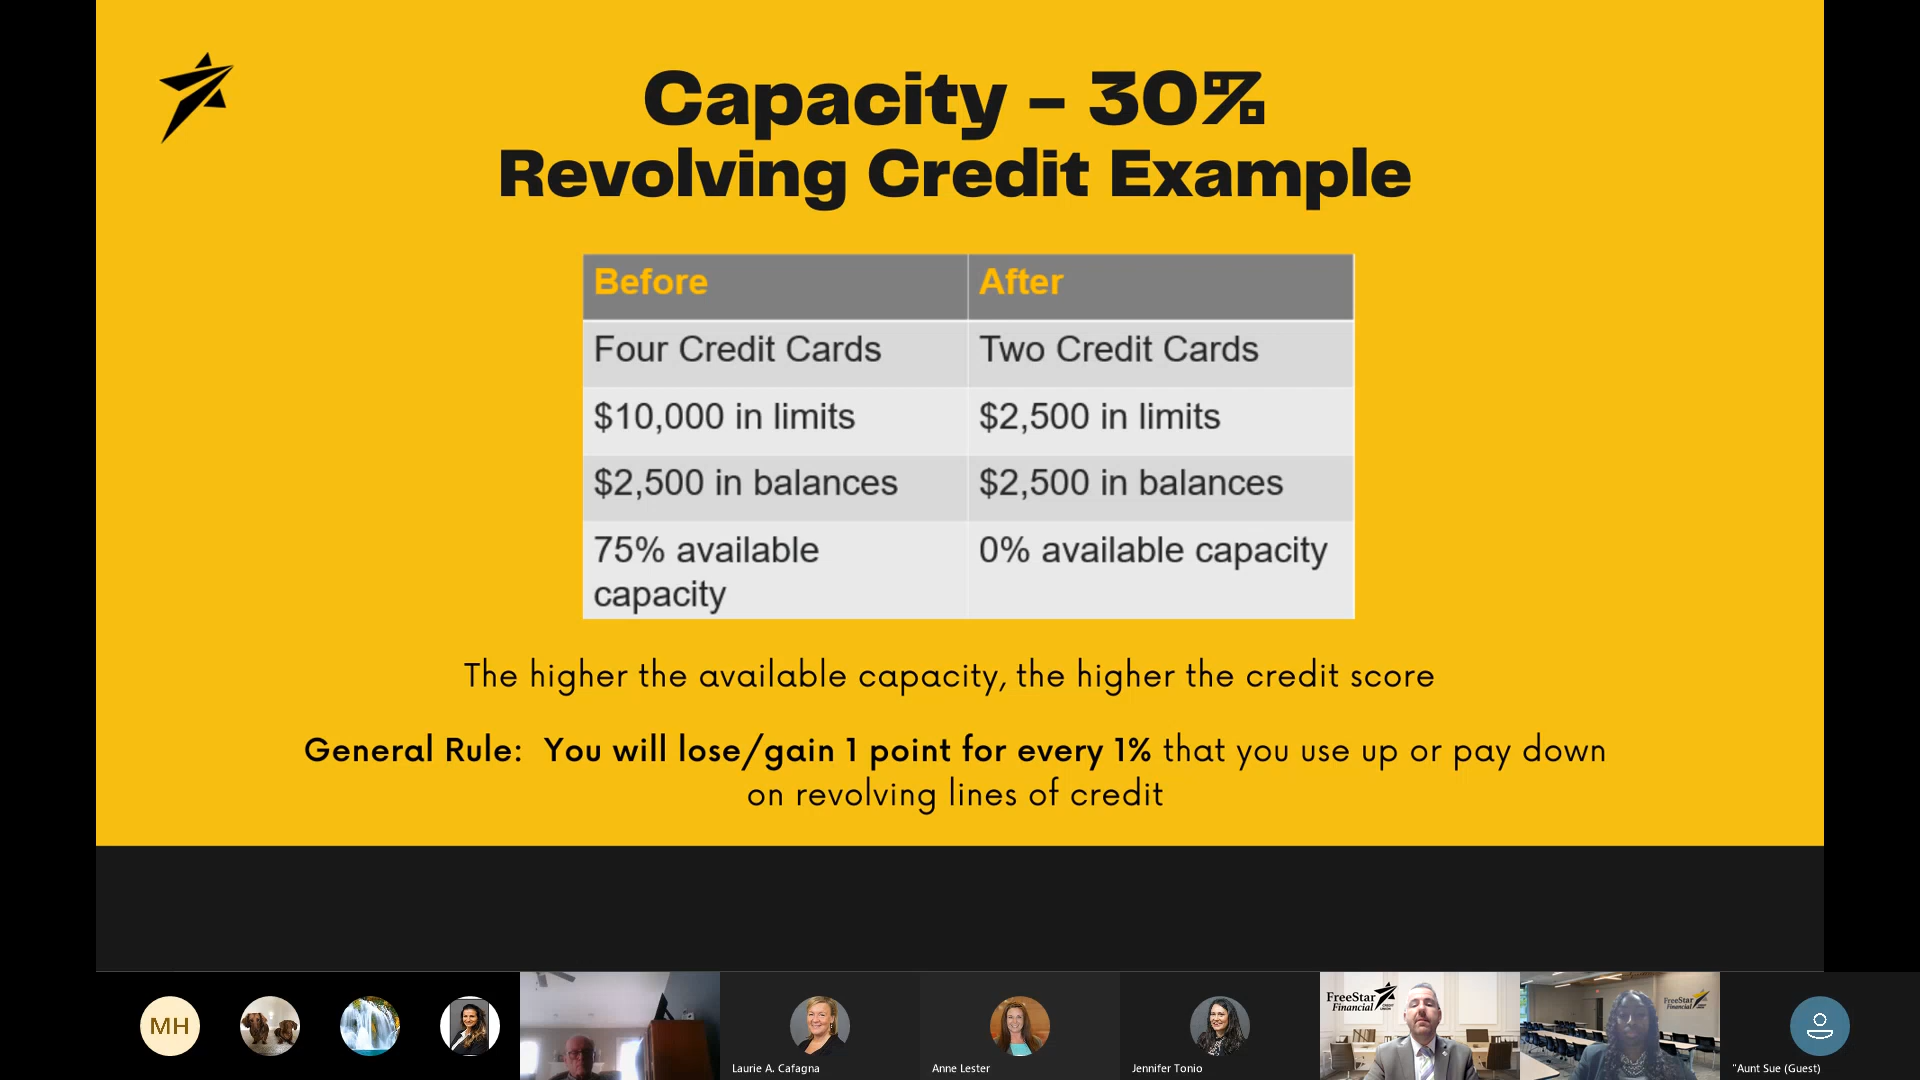 Capacity – 30%
Revolving Credit Example
Before
After
Four Credit Cards
Two Credit Cards
$10,000 in limits
$2,500 in limits
$2,500 in balances
$2,500 in balances
75% available
capacity
0% available capacity
The higher the available capacity, the higher the credit score
General Rule: You will lose/gain 1 point for every 1% that you use up or pay down
on revolving lines of credit
MH
Laurie A. Cafagna
Anne Lester
Jennifer Tonio
FreeStar
Financial
FreeStar
Financial
"Aunt Sue (Guest)